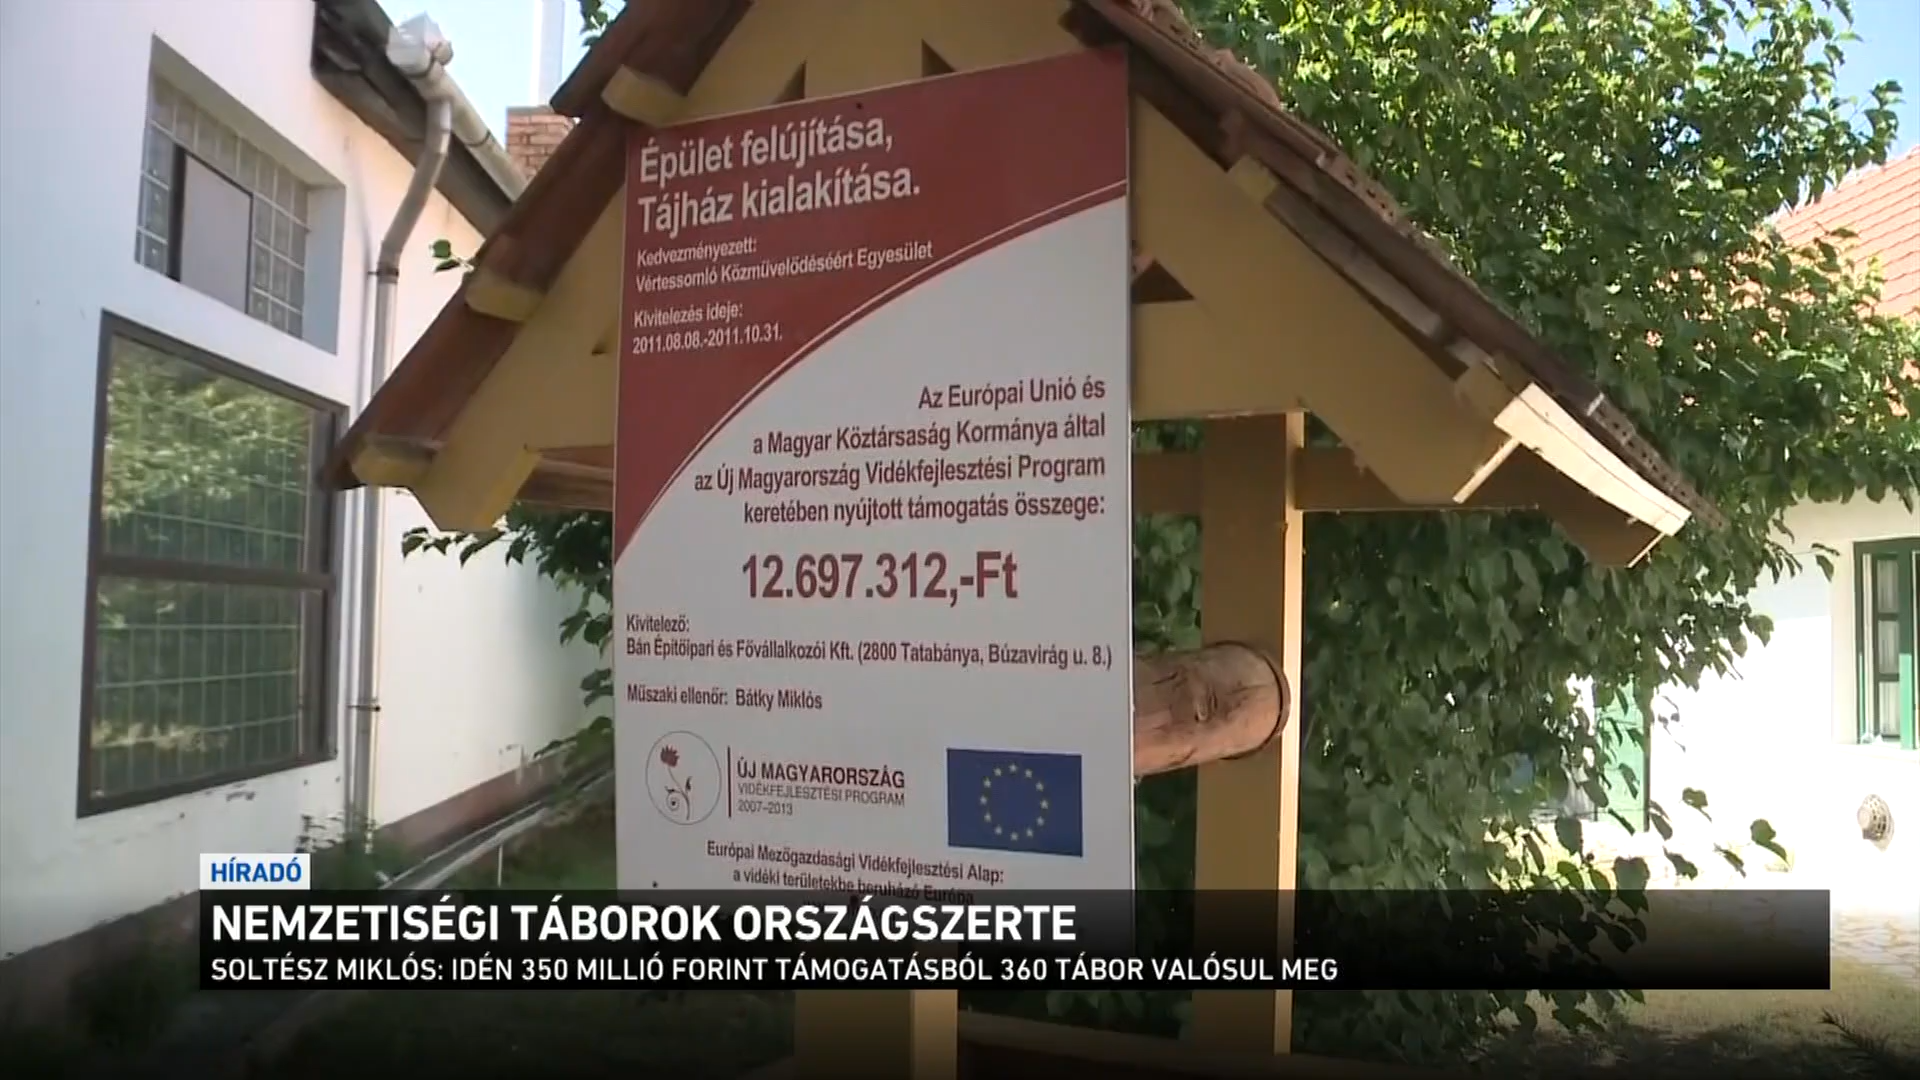 Épület felújítása,
Tájház kialakítása.
Kedvezményezett:
Vértessomló Közművelődéséért Egyesület
Kivitelezés ideje:
2011.08.08.-2011.10.31.
Az Európai Unió és
a Magyar Köztársaság Kormánya által
az Új Magyarország Vidékfejlesztési Program
keretében nyújtott támogatás összege:
12.697.312,-Ft
Kivitelező:
Bán Építőipari és Fővállalkozói Kft. (2800 Tatabánya, Búzavirág u. 8.)
Műszaki ellenőr: Bátky Miklós
ÚJ MAGYARORSZÁG
VIDÉKFEJLESZTÉSI PROGRAM
2007–2013
Európai Mezőgazdasági Vidékfejlesztési Alap:
a vidéki területekbe beruházó Európa
HÍRADÓ
NEMZETISÉGI TÁBOROK ORSZÁGSZERTE
SOLTÉSZ MIKLÓS: IDÉN 350 MILLIÓ FORINT TÁMOGATÁSBÓL 360 TÁBOR VALÓSUL MEG